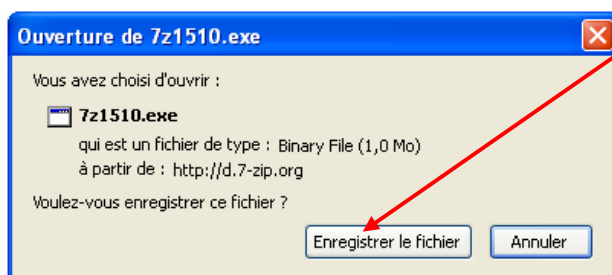 Ouverture de 7z1510.exe
Vous avez choisi d'ouvrir :
7z1510.exe
qui est un fichier de type : Binary File (1,0 Mo)
à partir de : http://d.7-zip.org
Voulez-vous enregistrer ce fichier ?
Enregistrer le fichier Annuler